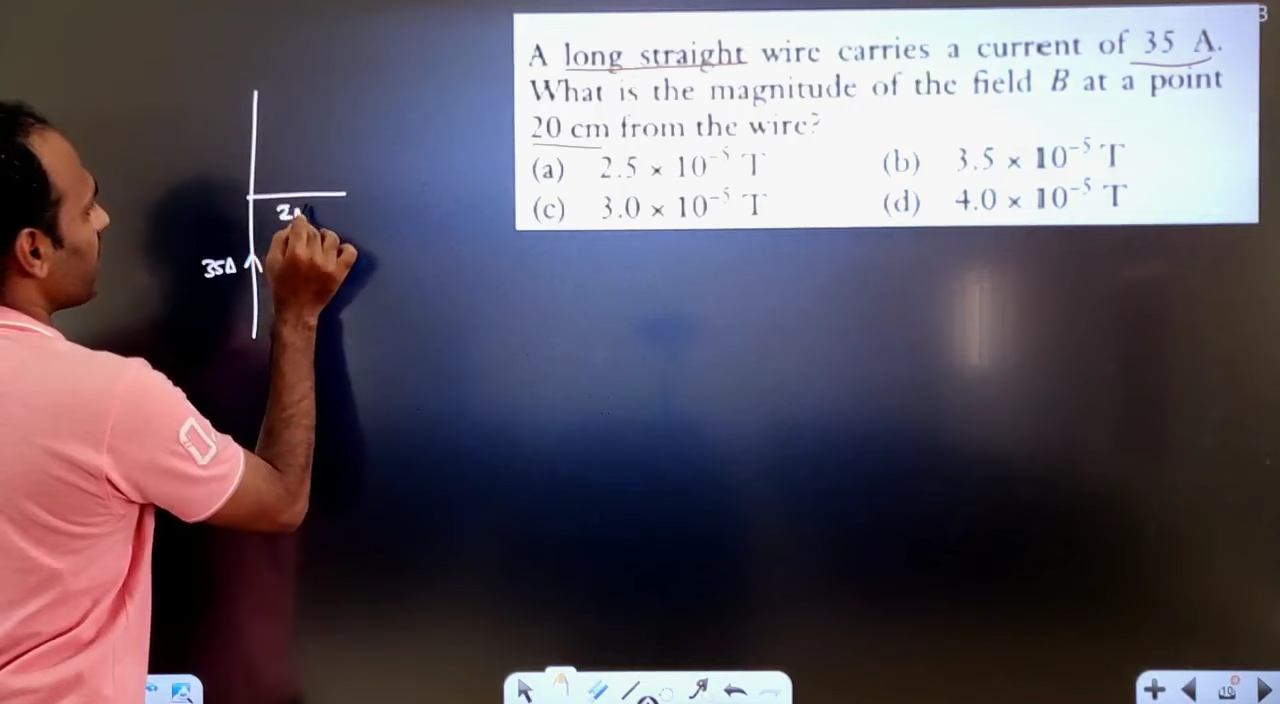 A long straight wire carries a current of 35 A.
What is the magnitude of the field B at a point
20 cm from the wire?
(a) 2.5 × 10⁻⁵ T (b) 3.5 × 10⁻⁵ T
(c) 3.0 × 10⁻⁵ T (d) 4.0 × 10⁻⁵ T
35A
10